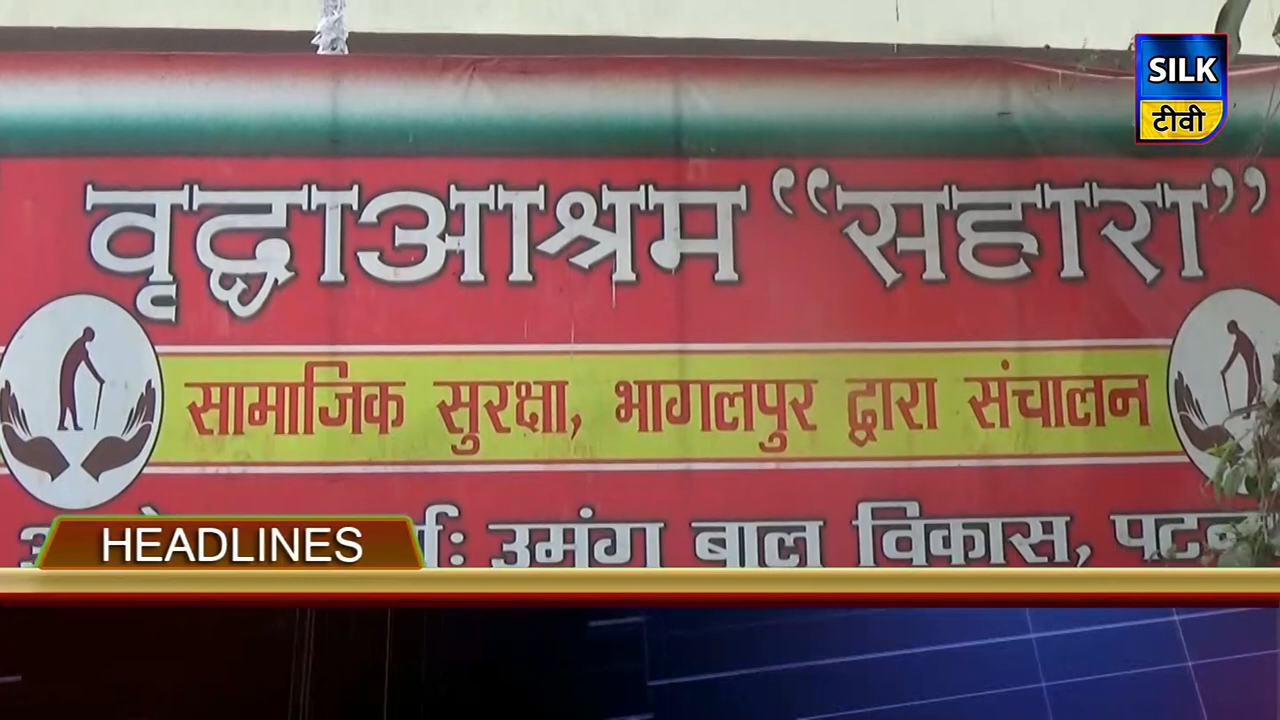 SILK
टीवी
वृद्धाआश्रम “सहारा”
सामाजिक सुरक्षा, भागलपुर द्वारा संचालन
उमंग बाल विकास,
HEADLINES